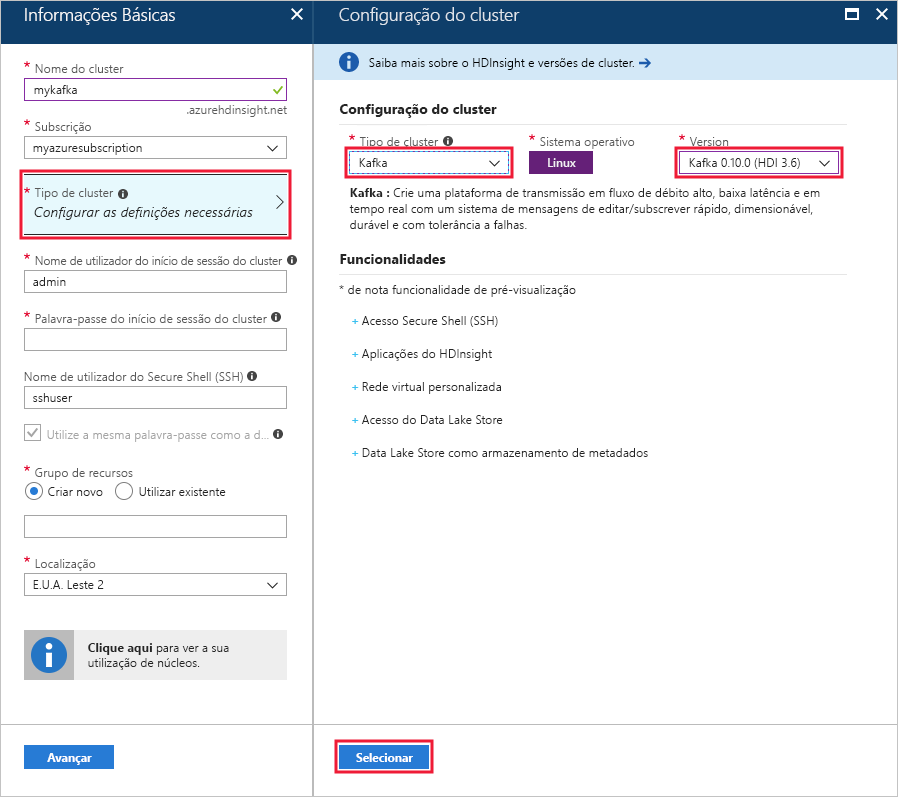 Informações Básicas
* Nome do cluster
mykafka
.azurehdinsight.net
* Subscrição
myazuresubscription
* Tipo de cluster
Configurar as definições necessárias
* Nome de utilizador do início de sessão do cluster
admin
* Palavra-passe do início de sessão do cluster
Nome de utilizador do Secure Shell (SSH)
sshuser
Utilize a mesma palavra-passe como a d...
* Grupo de recursos
Criar novo Utilizar existente
* Localização
E.U.A. Leste 2
Clique aqui para ver a sua
utilização de núcleos.
Avançar
Configuração do cluster
Saiba mais sobre o HDInsight e versões de cluster. →
Configuração do cluster
* Tipo de cluster * Sistema operativo * Version
Kafka Linux Kafka 0.10.0 (HDI 3.6)
Kafka : Crie uma plataforma de transmissão em fluxo de débito alto, baixa latência e em
tempo real com um sistema de mensagens de editar/subscrever rápido, dimensionável,
durável e com tolerância a falhas.
Funcionalidades
* de nota funcionalidade de pré-visualização
+ Acesso Secure Shell (SSH)
+ Aplicações do HDInsight
+ Rede virtual personalizada
+ Acesso do Data Lake Store
+ Data Lake Store como armazenamento de metadados
Selecionar